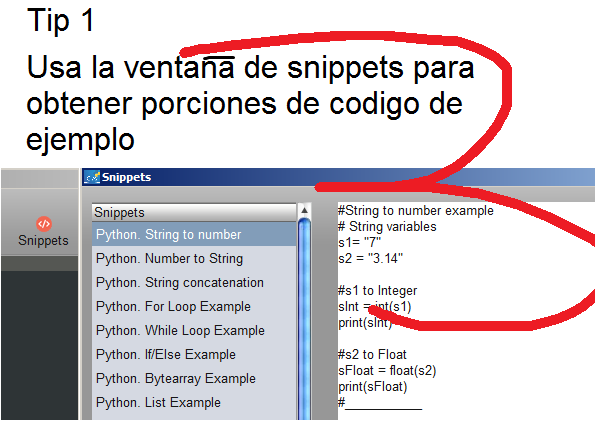 Tip 1
Usa la ventana de snippets para
obtener porciones de codigo de
ejemplo
Snippets
Snippets
Snippets
Python. String to number
Python. Number to String
Python. String concatenation
Python. For Loop Example
Python. While Loop Example
Python. If/Else Example
Python. Bytearray Example
Python. List Example
#String to number example
# String variables
s1= "7"
s2 = "3.14"
#s1 to Integer
sInt = int(s1)
print(sInt)
#s2 to Float
sFloat = float(s2)
print(sFloat)
#___________